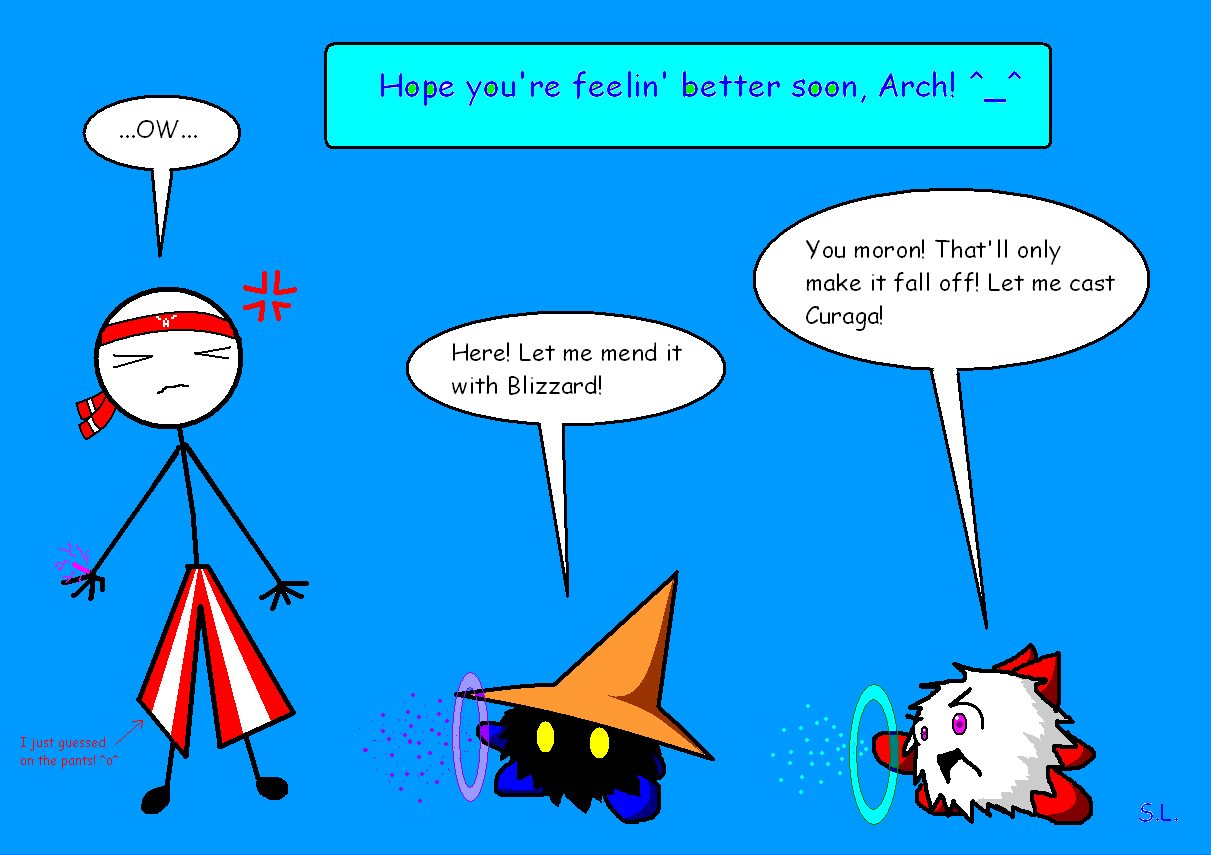 Hope you're feelin' better soon, Arch! ^_^
...OW...
You moron! That'll only
make it fall off! Let me cast
Curaga!
Here! Let me mend it
with Blizzard!
A
I just guessed
on the pants! ^o^
S.L.